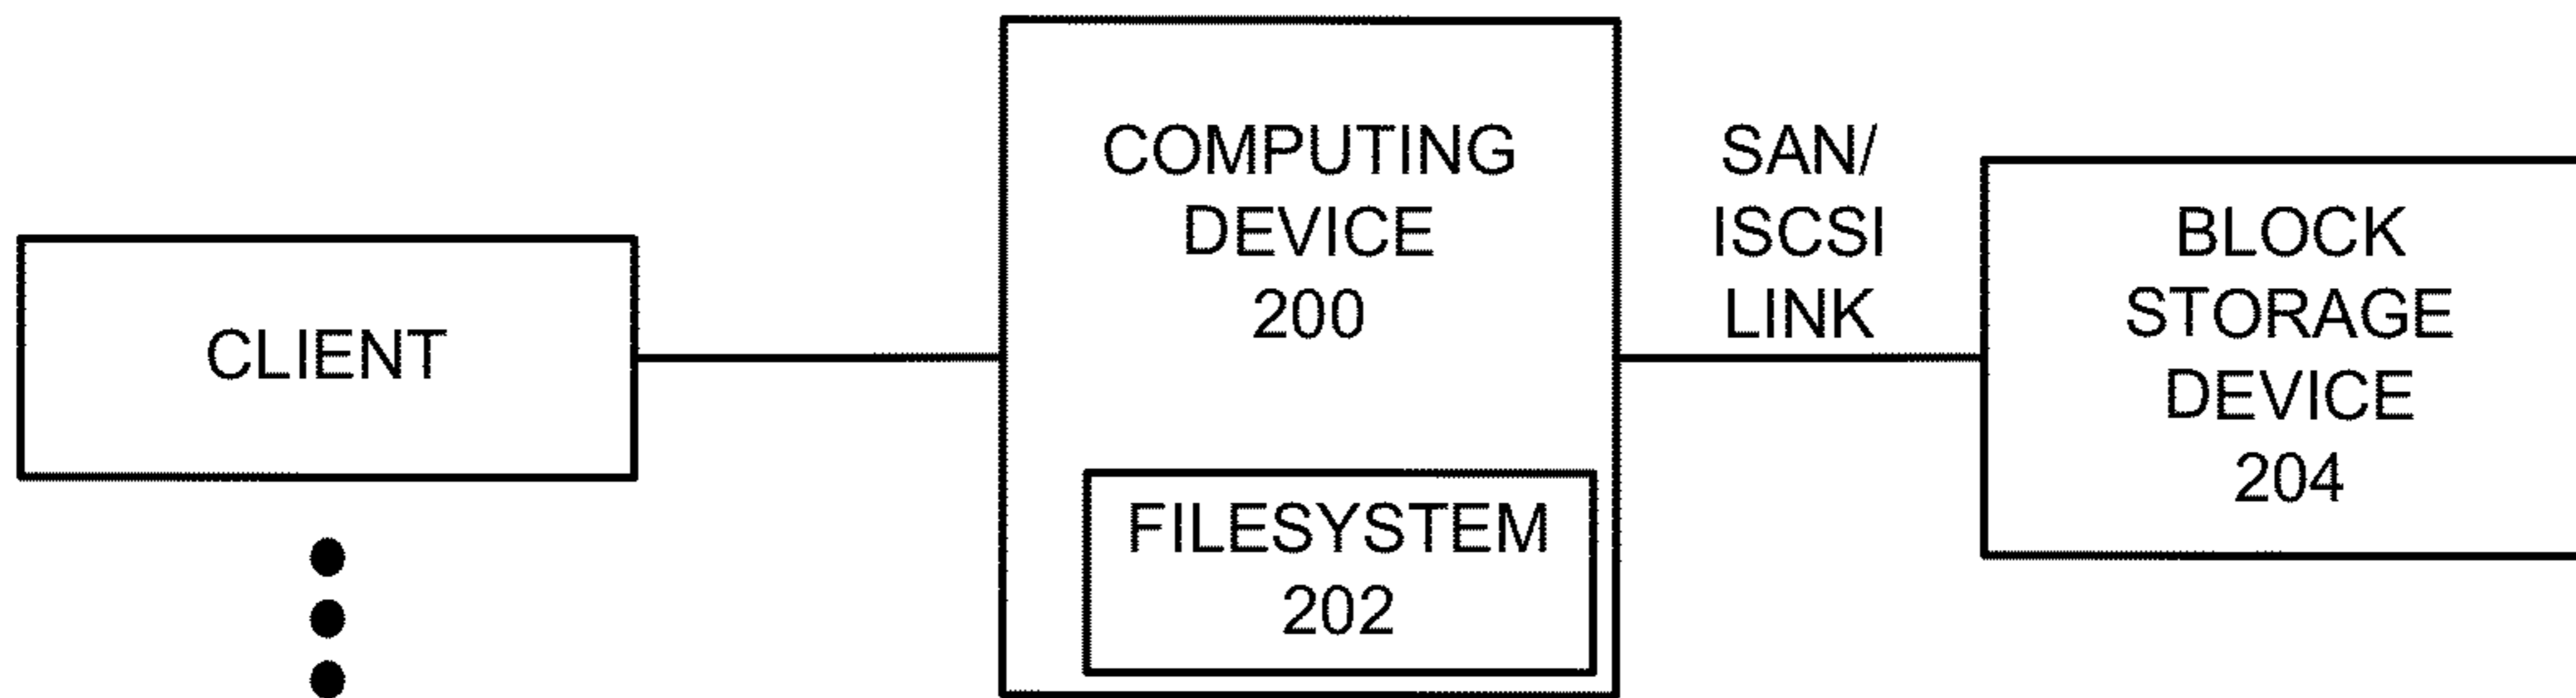 CLIENT
COMPUTING
DEVICE
200
FILESYSTEM
202
SAN/
ISCSI
LINK
BLOCK
STORAGE
DEVICE
204